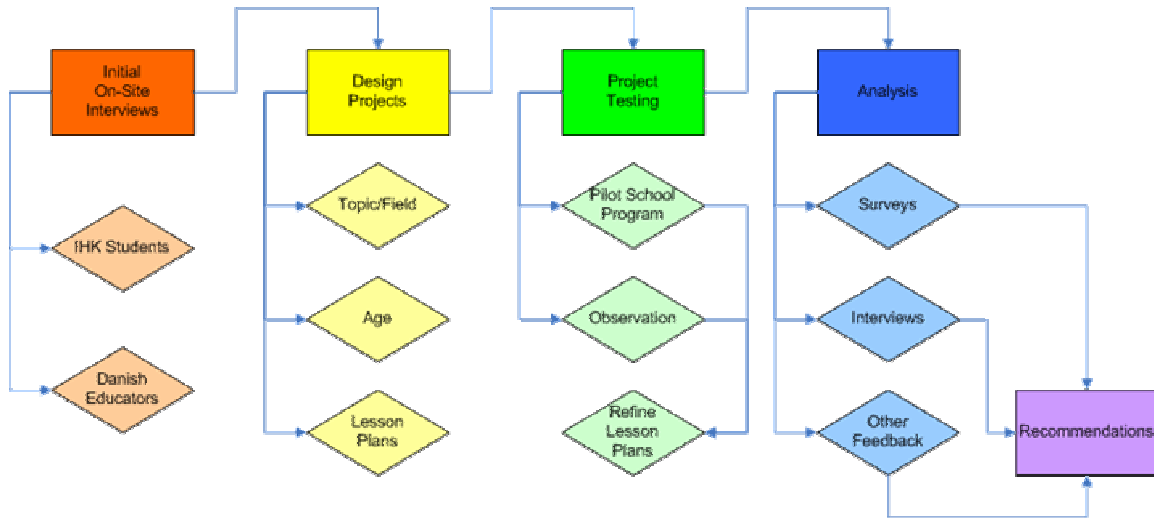 Initial
On-Site
Interviews
Design
Projects
Project
Testing
Analysis
IHK Students
Danish
Educators
Topic/Field
Age
Lesson
Plans
Pilot School
Program
Observation
Refine
Lesson
Plans
Surveys
Interviews
Other
Feedback
Recommendations